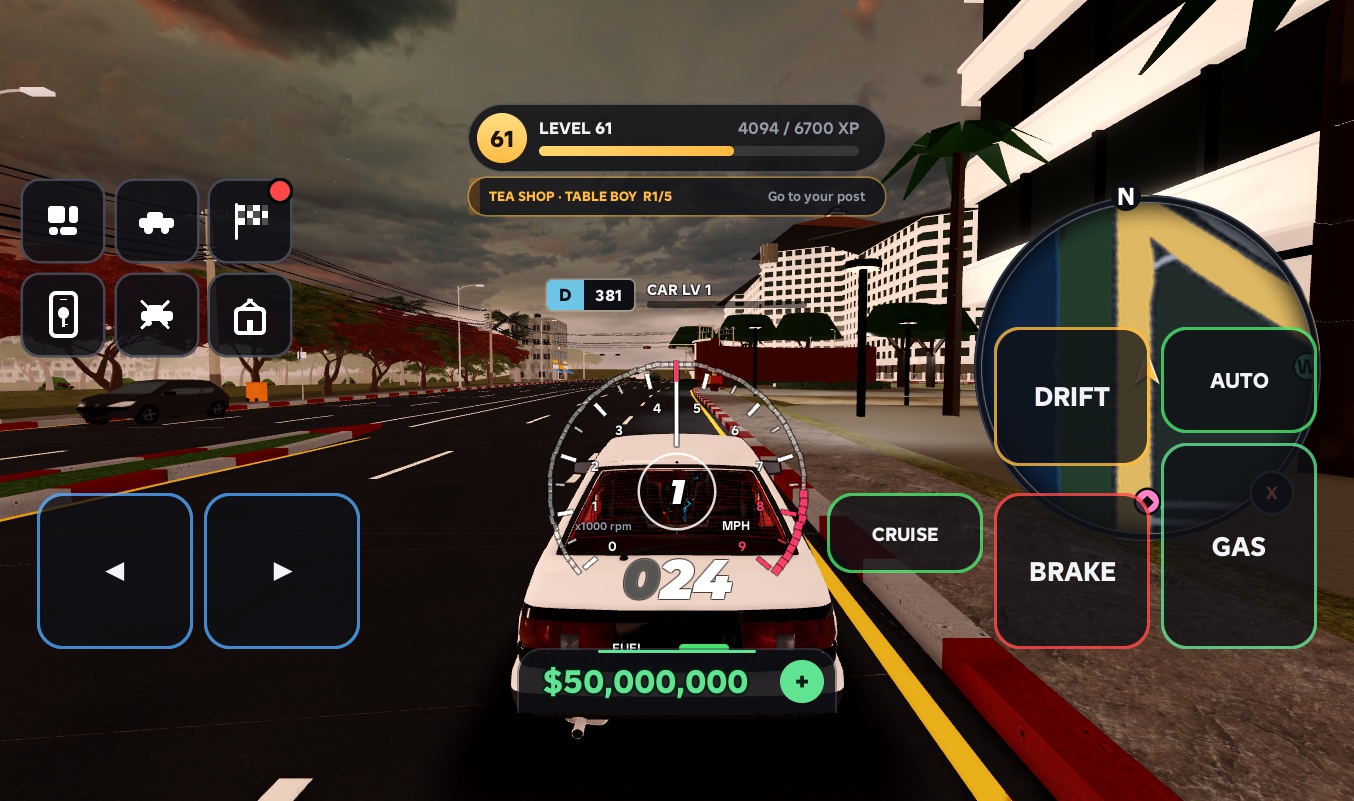 61
LEVEL 61
4094 / 6700 XP
TEA SHOP · TABLE BOY R1/5
Go to your post
N
D 381
CAR LV 1
DRIFT
AUTO
W
4
5
3
6
2
7
1
1
8
x1000 rpm
MPH
0
9
024
CRUISE
X
BRAKE
GAS
◀
▶
FUEL
$50,000,000
+